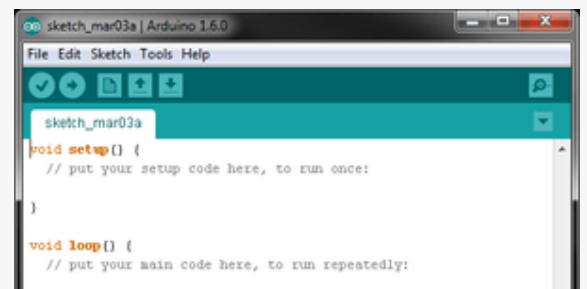 sketch_mar03a | Arduino 1.6.0
File Edit Sketch Tools Help
sketch_mar03a
void setup() {
// put your setup code here, to run once:
}
void loop() {
// put your main code here, to run repeatedly: